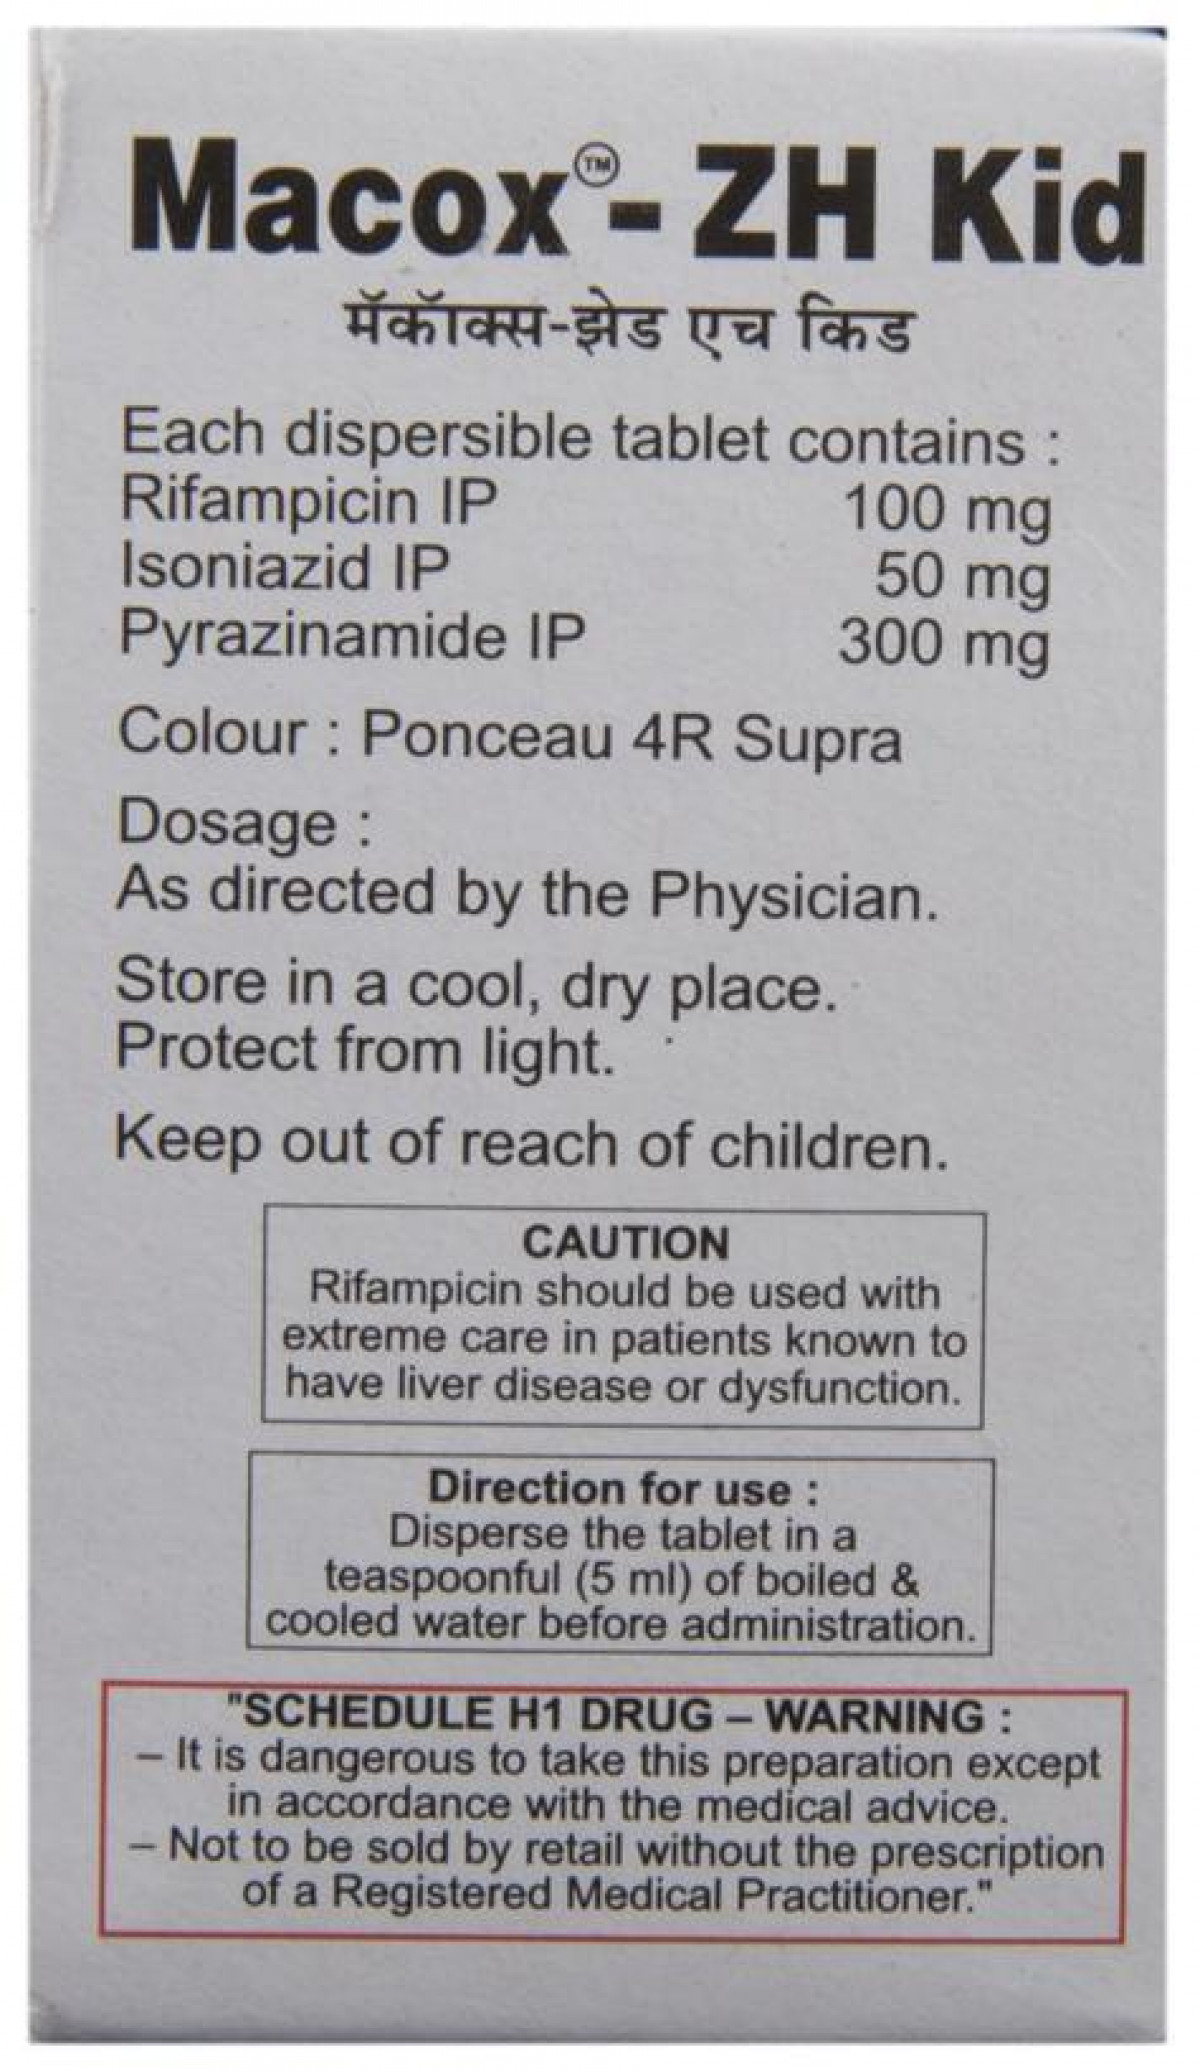 Macox™- ZH Kid
मॅकॉक्स-झेड एच किड
Each dispersible tablet contains :
Rifampicin IP 100 mg
Isoniazid IP 50 mg
Pyrazinamide IP 300 mg
Colour : Ponceau 4R Supra
Dosage :
As directed by the Physician.
Store in a cool, dry place.
Protect from light.
Keep out of reach of children.
CAUTION
Rifampicin should be used with
extreme care in patients known to
have liver disease or dysfunction.
Direction for use :
Disperse the tablet in a
teaspoonful (5 ml) of boiled &
cooled water before administration.
"SCHEDULE H1 DRUG – WARNING :
– It is dangerous to take this preparation except
in accordance with the medical advice.
– Not to be sold by retail without the prescription
of a Registered Medical Practitioner."